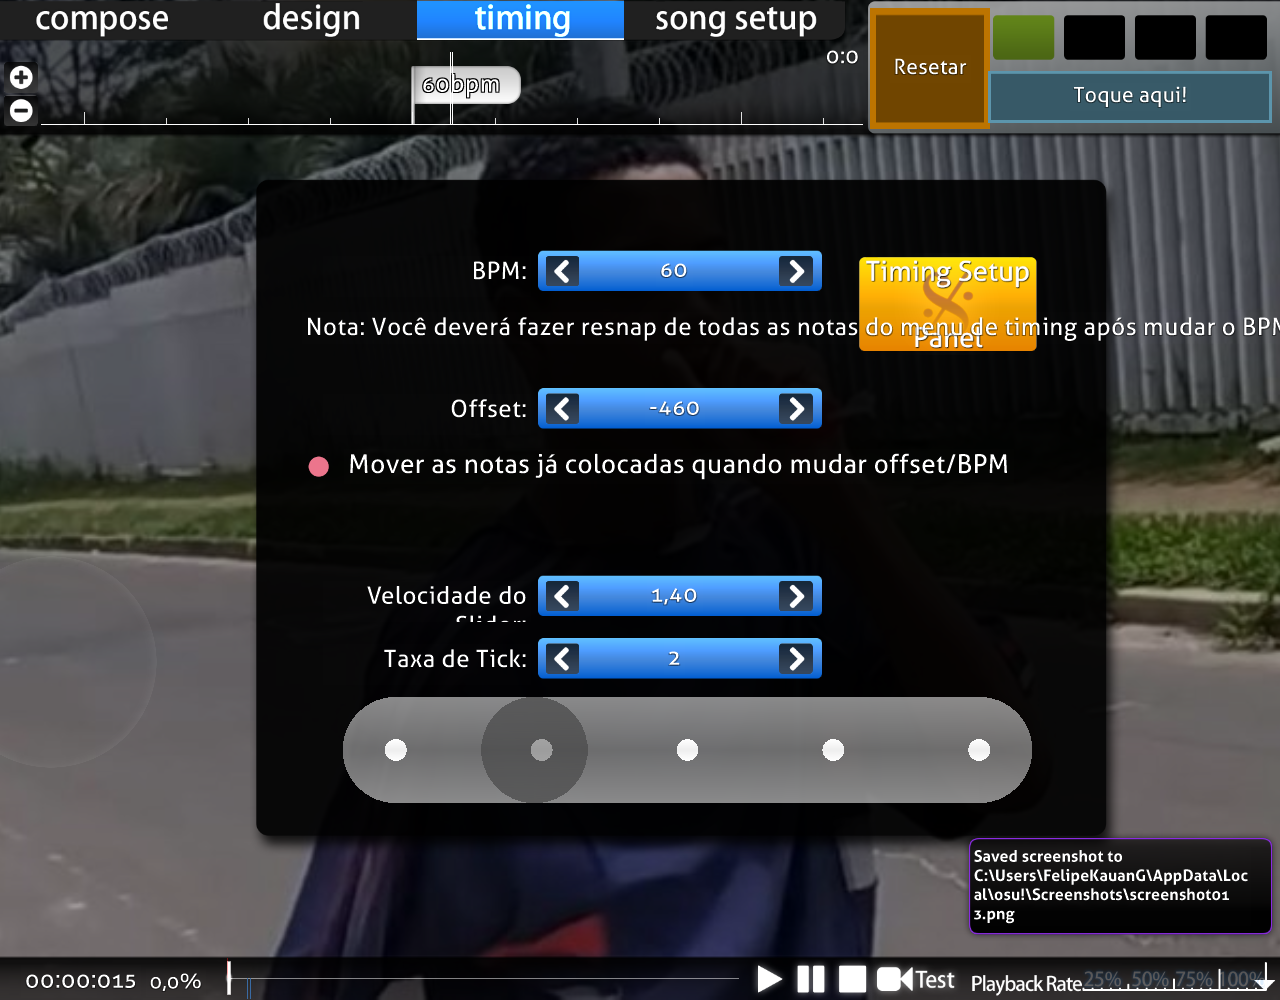 compose design timing song setup
0:0
60bpm
Resetar
Toque aqui!
BPM: 60
Timing Setup
Panel
Nota: Você deverá fazer resnap de todas as notas do menu de timing após mudar o BPM
Offset: -460
Mover as notas já colocadas quando mudar offset/BPM
Velocidade do
Slider: 1,40
Taxa de Tick: 2
Saved screenshot to
C:\Users\FelipeKauanG\AppData\Loc
al\osu!\Screenshots\screenshot01
3.png
00:00:015 0,0%
Test
Playback Rate 25% 50% 75% 100%